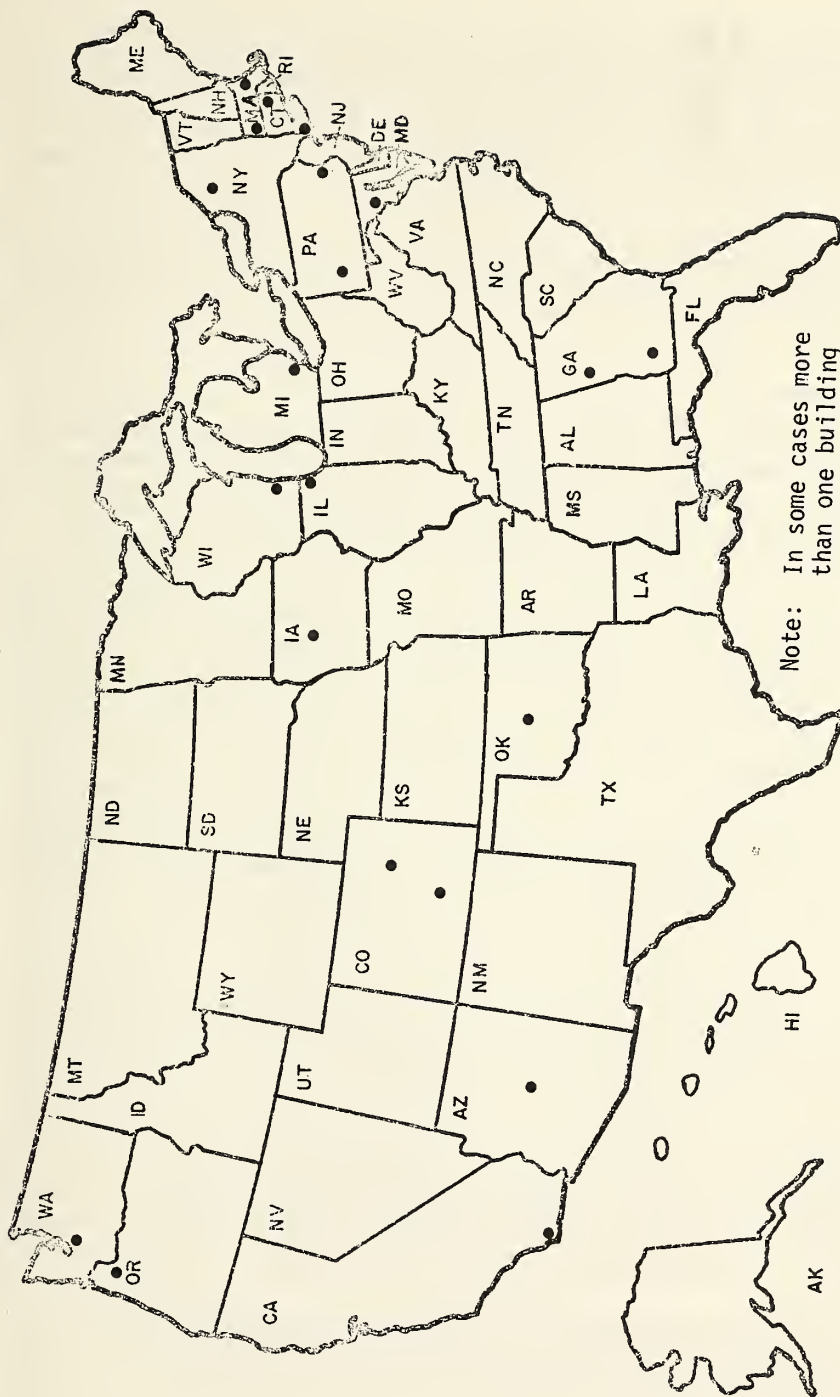 WA
MT
ND
MN
ME
VT
NH
MA
RI
CT
OR
ID
SD
WI
MI
NY
WY
NE
IA
PA
NJ
DE
MD
NV
UT
CO
KS
MO
IL
IN
OH
WV
VA
CA
AZ
NM
OK
AR
KY
TN
NC
SC
TX
LA
MS
AL
GA
FL
AK
HI
Note: In some cases more
than one building